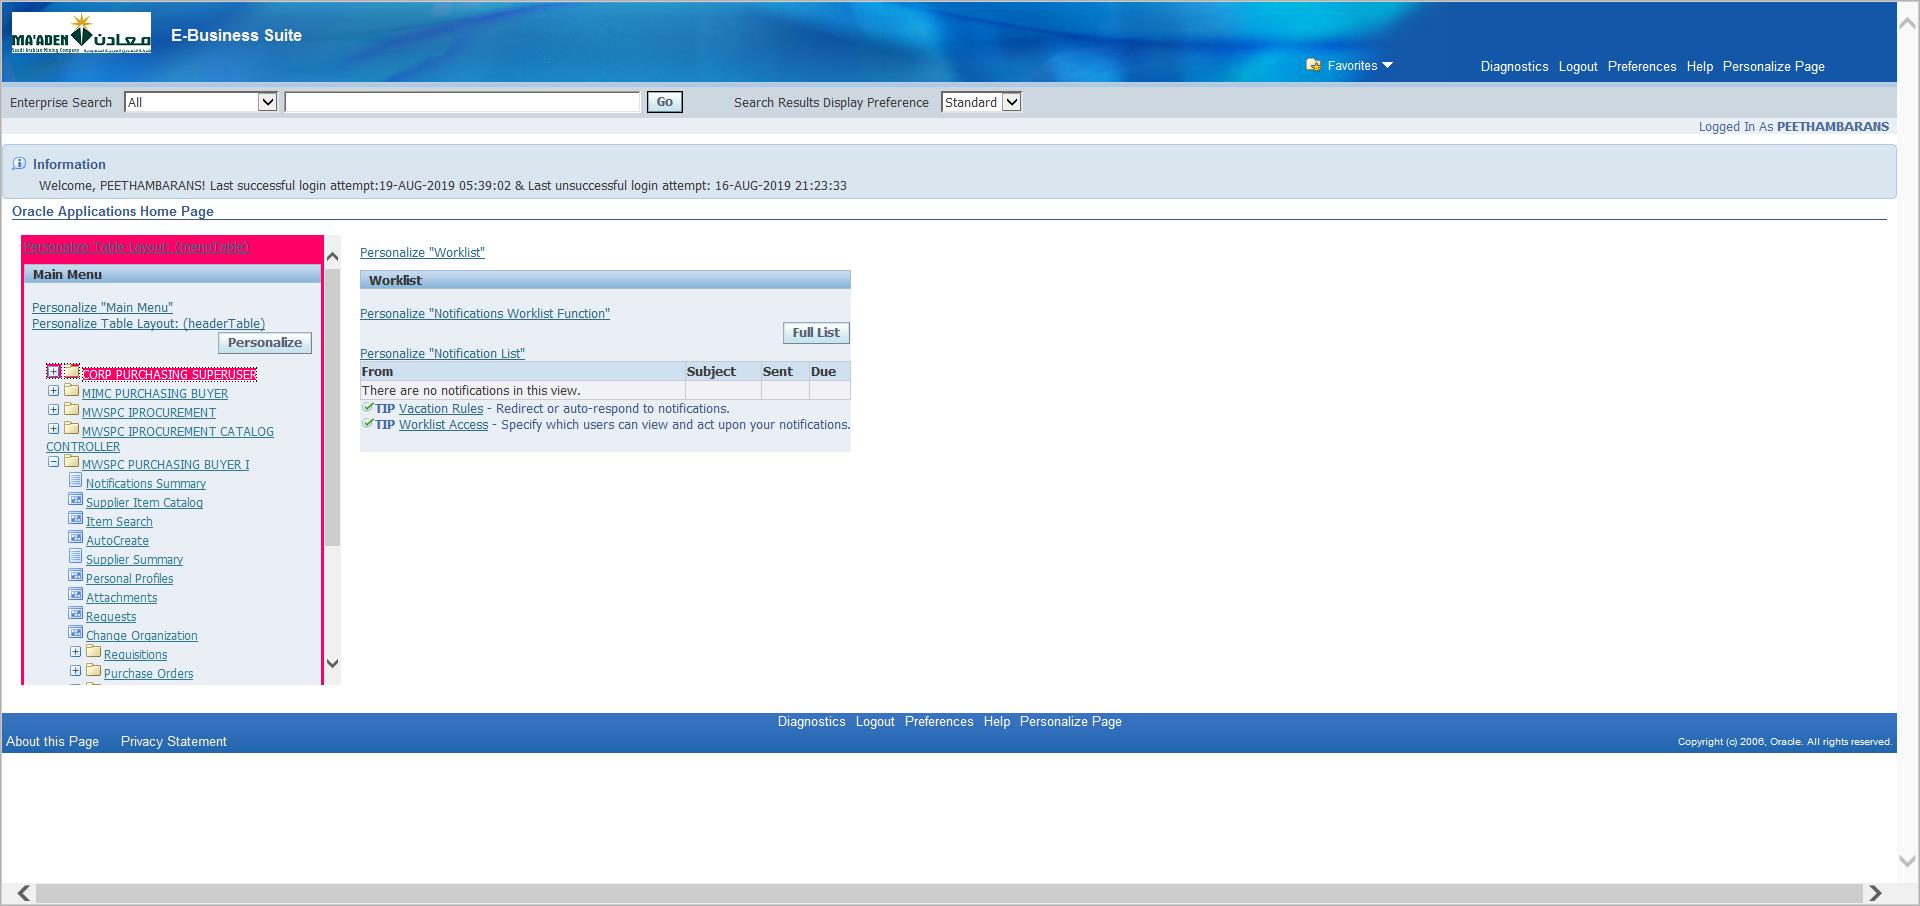 MA'ADEN معادن
Saudi Arabian Mining Company
E-Business Suite
Favorites
Diagnostics Logout Preferences Help Personalize Page
Enterprise Search All Go Search Results Display Preference Standard
Logged In As PEETHAMBARANS
Information
Welcome, PEETHAMBARANS! Last successful login attempt:19-AUG-2019 05:39:02 & Last unsuccessful login attempt: 16-AUG-2019 21:23:33
Oracle Applications Home Page
Personalize Table Layout: (menuTable)
Main Menu
Personalize "Main Menu"
Personalize Table Layout: (headerTable)
Personalize
CORP PURCHASING SUPERUSER
MIMC PURCHASING BUYER
MWSPC IPROCUREMENT
MWSPC IPROCUREMENT CATALOG
CONTROLLER
MWSPC PURCHASING BUYER I
Notifications Summary
Supplier Item Catalog
Item Search
AutoCreate
Supplier Summary
Personal Profiles
Attachments
Requests
Change Organization
Requisitions
Purchase Orders
Personalize "Worklist"
Worklist
Personalize "Notifications Worklist Function"
Full List
Personalize "Notification List"
From Subject Sent Due
There are no notifications in this view.
TIP Vacation Rules - Redirect or auto-respond to notifications.
TIP Worklist Access - Specify which users can view and act upon your notifications.
Diagnostics Logout Preferences Help Personalize Page
About this Page Privacy Statement
Copyright (c) 2006, Oracle. All rights reserved.